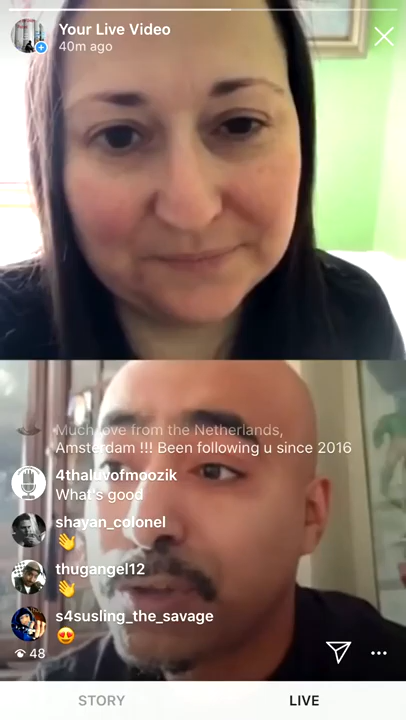 Your Live Video
40m ago
Much love from the Netherlands,
Amsterdam !!! Been following u since 2016
4thaluvofmoozik
What's good
shayan_colonel
👋
thugangel12
👋
s4susling_the_savage
😍
48
STORY
LIVE